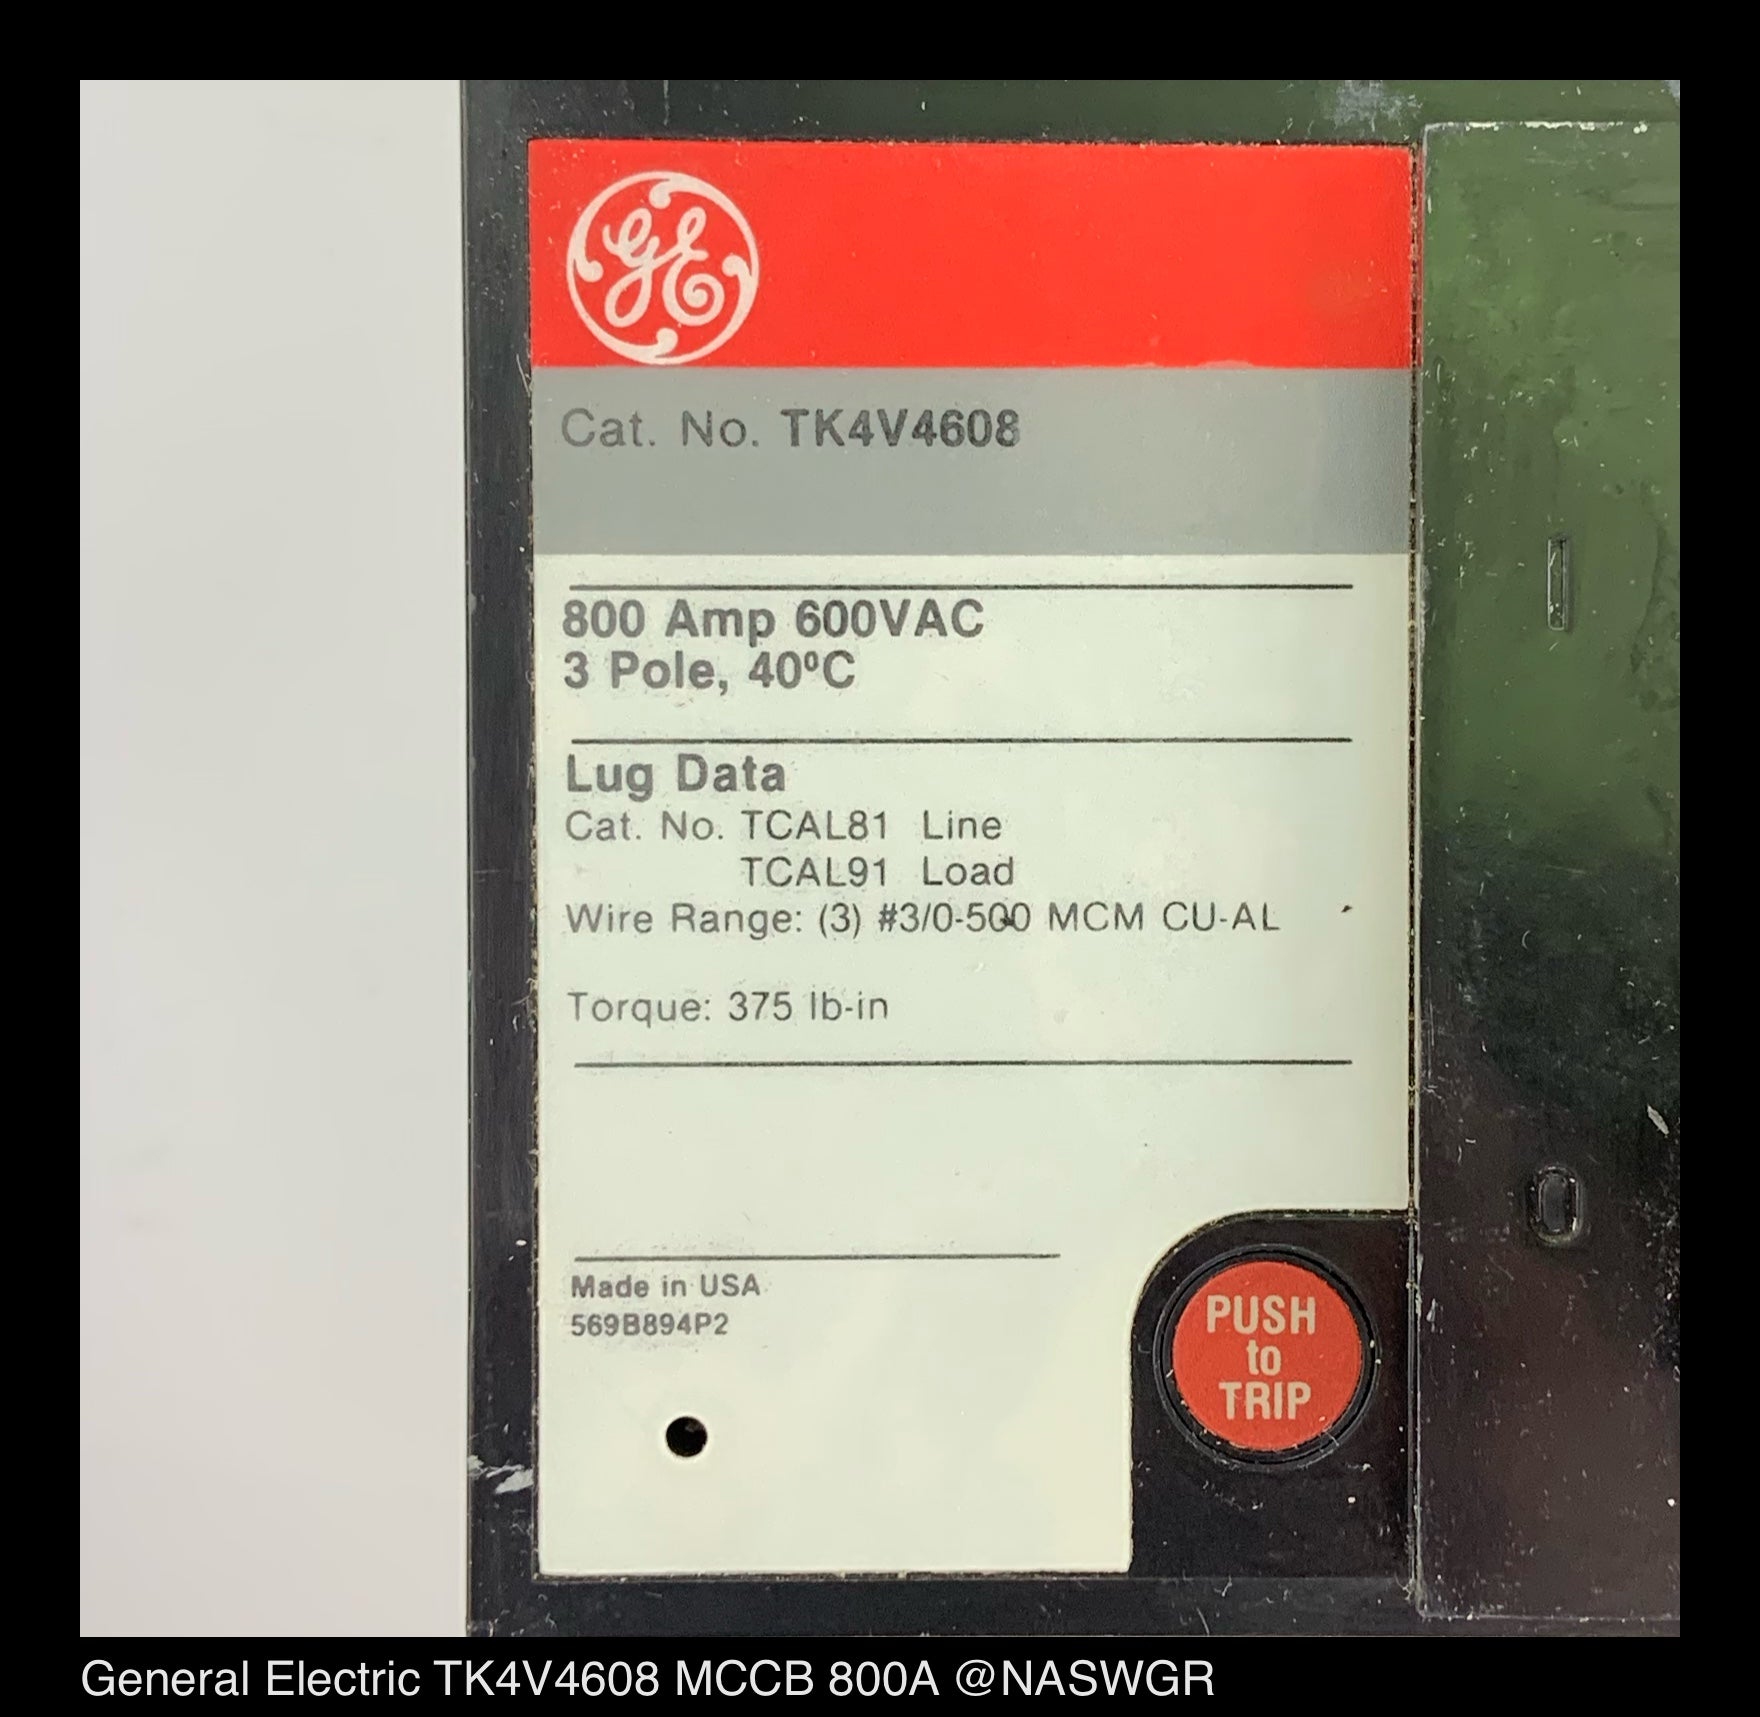 GE
Cat. No. TK4V4608
800 Amp 600VAC
3 Pole, 40ºC
Lug Data
Cat. No. TCAL81 Line
TCAL91 Load
Wire Range: (3) #3/0-500 MCM CU-AL
Torque: 375 lb-in
Made in USA
569B894P2
PUSH
to
TRIP
General Electric TK4V4608 MCCB 800A @NASWGR